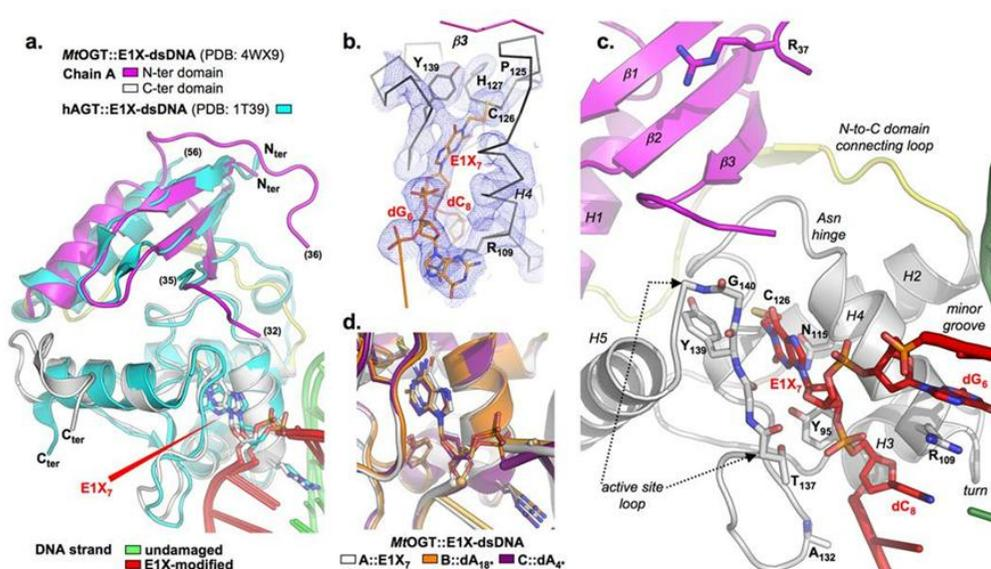 a.
MtOGT::E1X-dsDNA (PDB: 4WX9)
Chain A N-ter domain
C-ter domain
hAGT::E1X-dsDNA (PDB: 1T39)
(56)
Nter
Nter
(36)
(35)
(32)
Cter
Cter
E1X7
DNA strand undamaged
E1X-modified
b.
β3
Y139
P125
H127
C126
E1X7
dG6
dC8
H4
R109
d.
MtOGT::E1X-dsDNA
A::E1X7 B::dA18* C::dA4*
c.
R37
β1
β2
β3
N-to-C domain
connecting loop
H1
Asn
hinge
H2
G140
C126
minor
groove
H5
N115
H4
Y139
dG6
E1X7
Y95
H3
R109
active site
loop
T137
turn
dC8
A132